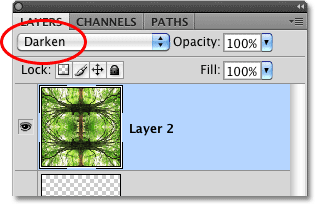 LAYERS CHANNELS PATHS
Darken Opacity: 100%
Lock: Fill: 100%
Layer 2